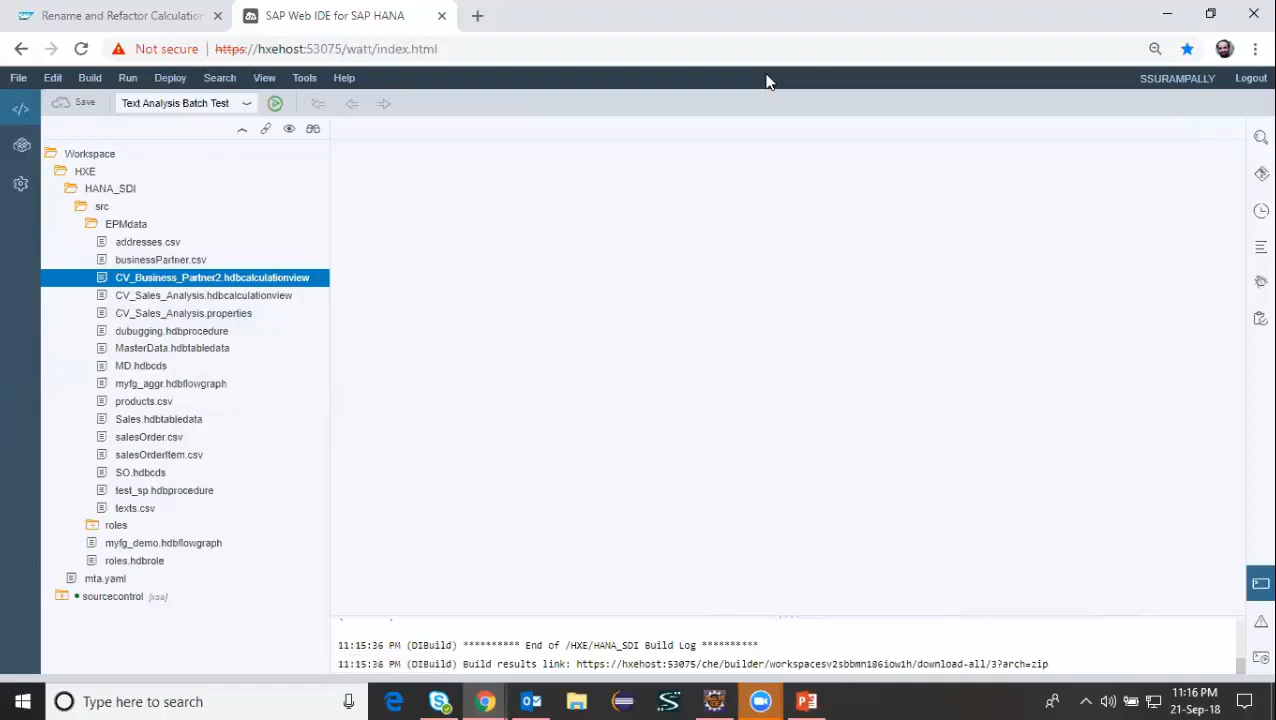 Rename and Refactor Calculation
SAP Web IDE for SAP HANA
Not secure
https://hxehost:53075/watt/index.html
File Edit Build Run Deploy Search View Tools Help
SSURAMPALLY Logout
Save
Text Analysis Batch Test
Workspace
HXE
HANA_SDI
src
EPMdata
addresses.csv
businessPartner.csv
CV_Business_Partner2.hdbcalculationview
CV_Sales_Analysis.hdbcalculationview
CV_Sales_Analysis.properties
dubugging.hdbprocedure
MasterData.hdbtabledata
MD.hdbcds
myfg_aggr.hdbflowgraph
products.csv
Sales.hdbtabledata
salesOrder.csv
salesOrderItem.csv
SO.hdbcds
test_sp.hdbprocedure
texts.csv
roles
myfg_demo.hdbflowgraph
roles.hdbrole
mta.yaml
sourcecontrol [xsa]
11:15:36 PM (DIBuild) ********** End of /HXE/HANA_SDI Build Log **********
11:15:36 PM (DIBuild) Build results link: https://hxehost:53075/che/builder/workspacesv2sbbmn186iow1h/download-all/3?arch=zip
Type here to search
11:16 PM
21-Sep-18